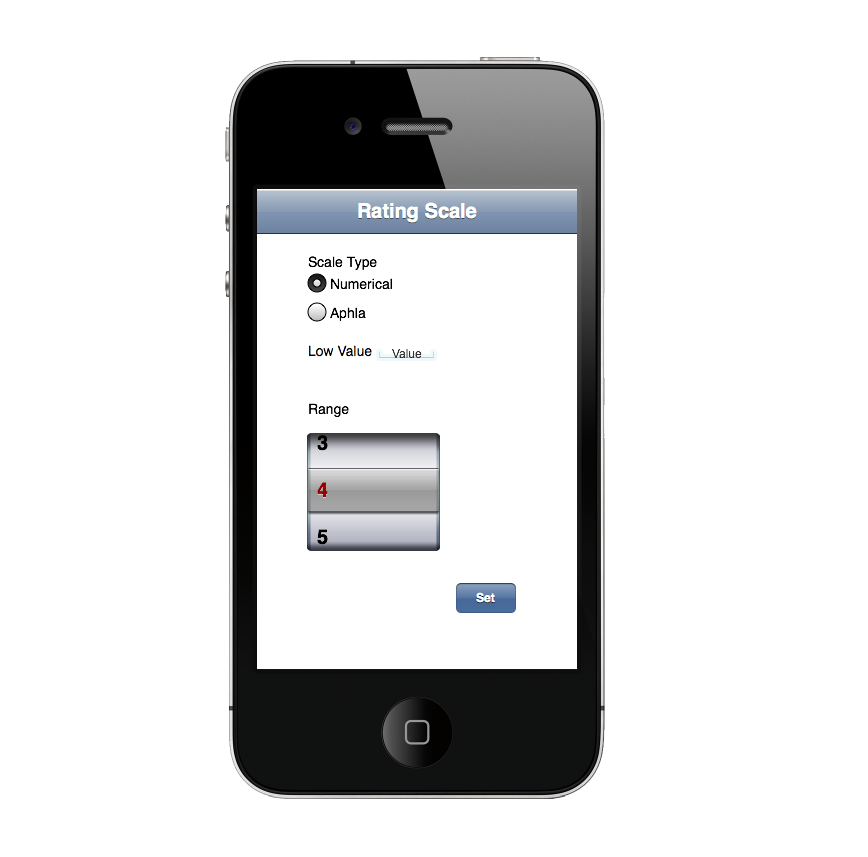 Rating Scale
Scale Type
Numerical
Aphla
Low Value Value
Range
3
4
5
Set